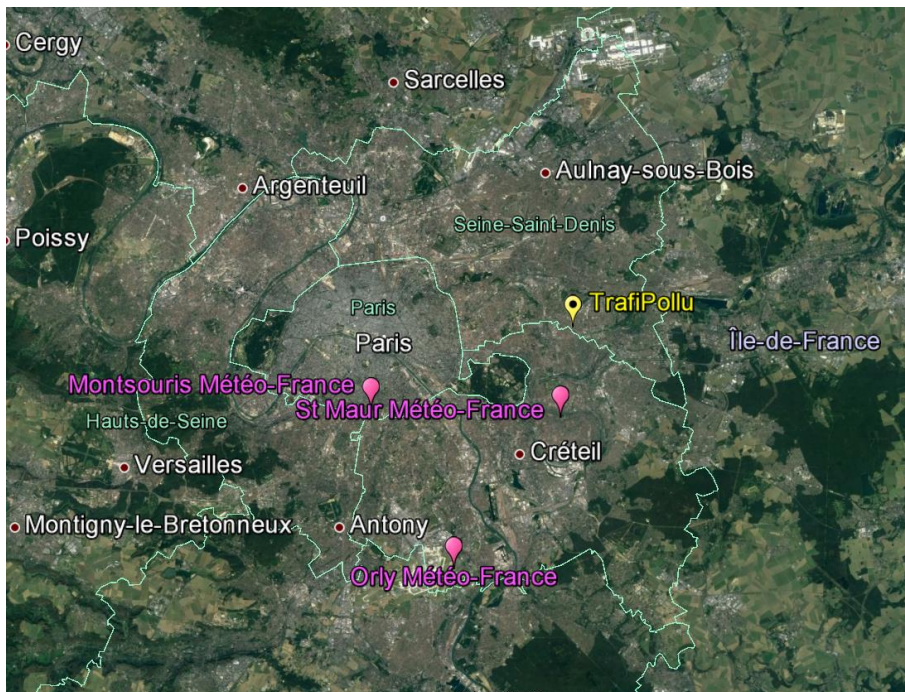 Cergy
Sarcelles
Aulnay-sous-Bois
Argenteuil
Seine-Saint-Denis
Poissy
TrafiPollu
Paris
Île-de-France
Paris
Montsouris Météo-France
St Maur Météo-France
Hauts-de-Seine
Créteil
Versailles
Montigny-le-Bretonneux
Antony
Orly Météo-France